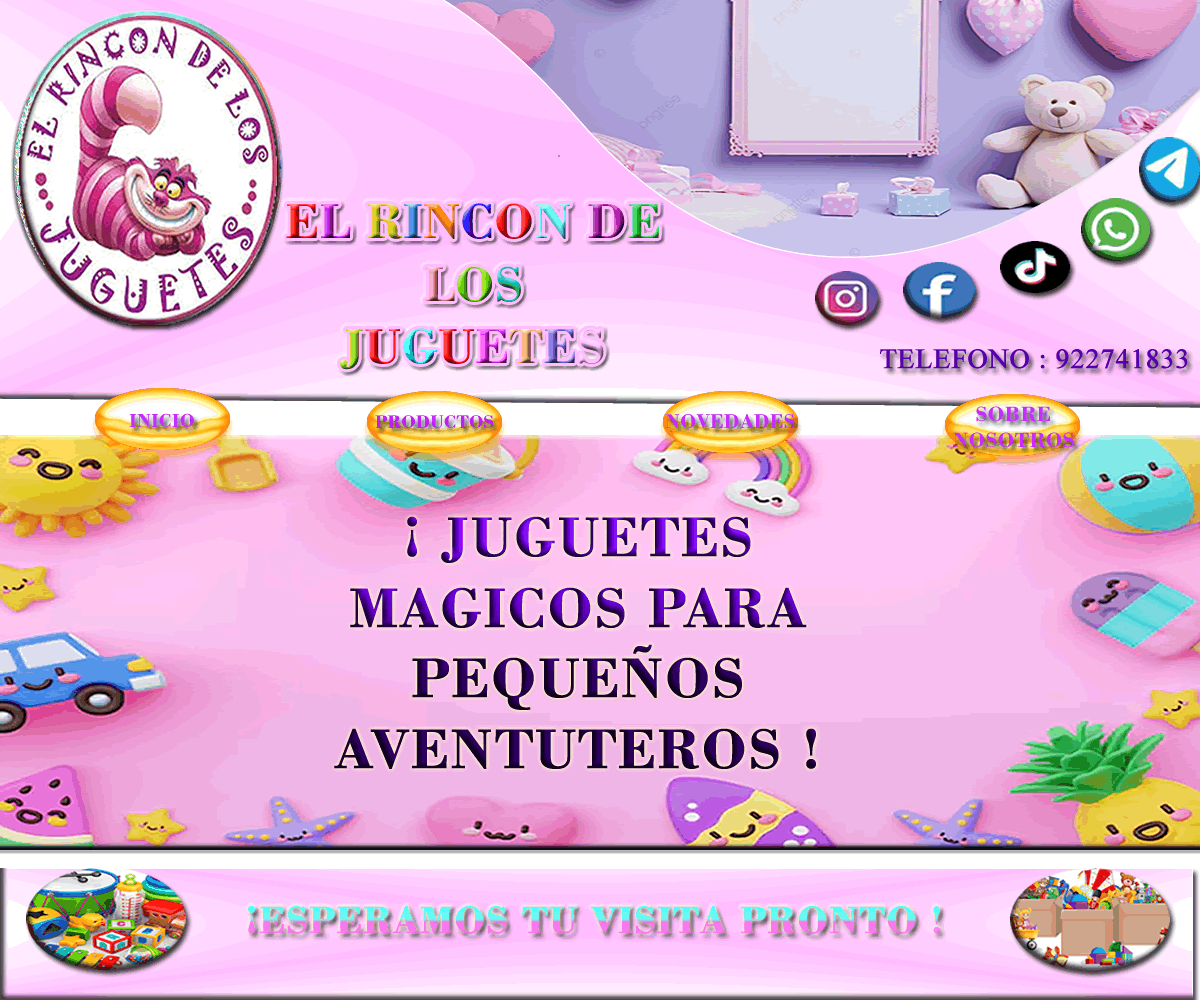 EL RINCON DE LOS
JUGUETES
EL RINCON DE
LOS
JUGUETES
TELEFONO : 922741833
INICIO
PRODUCTOS
NOVEDADES
SOBRE
NOSOTROS
¡ JUGUETES
MAGICOS PARA
PEQUEÑOS
AVENTUTEROS !
¡ESPERAMOS TU VISITA PRONTO !